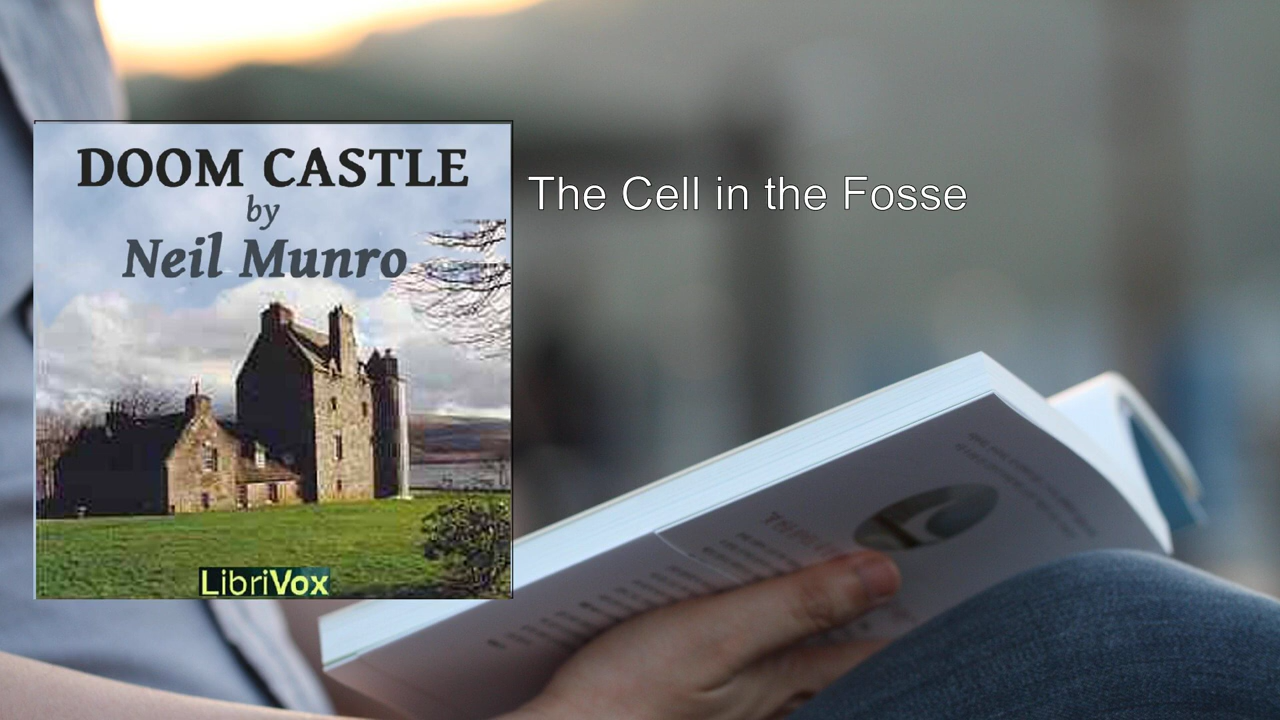 DOOM CASTLE
by
Neil Munro
The Cell in the Fosse
LibriVox